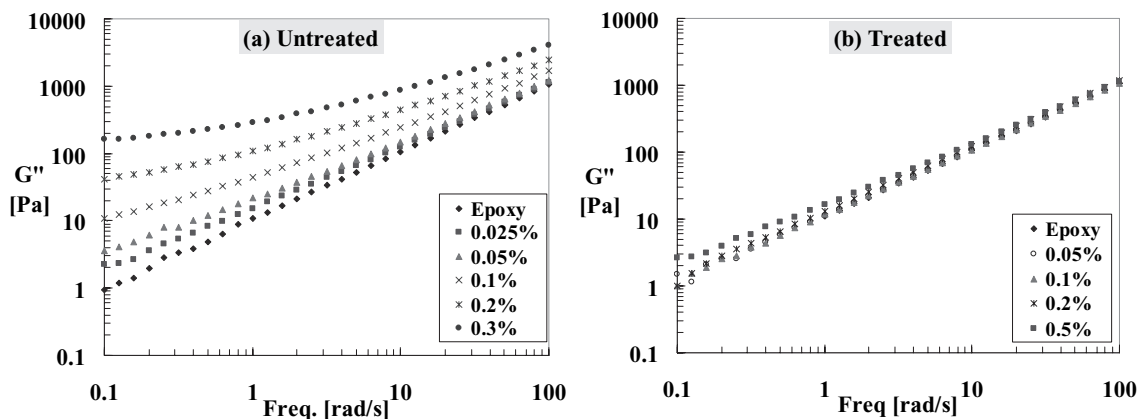 (a) Untreated
10000
1000
100
10
1
0.1
G"
[Pa]
Epoxy
0.025%
0.05%
0.1%
0.2%
0.3%
0.1
1
10
100
Freq. [rad/s]
(b) Treated
10000
1000
100
10
1
0.1
G"
[Pa]
Epoxy
0.05%
0.1%
0.2%
0.5%
0.1
1
10
100
Freq [rad/s]